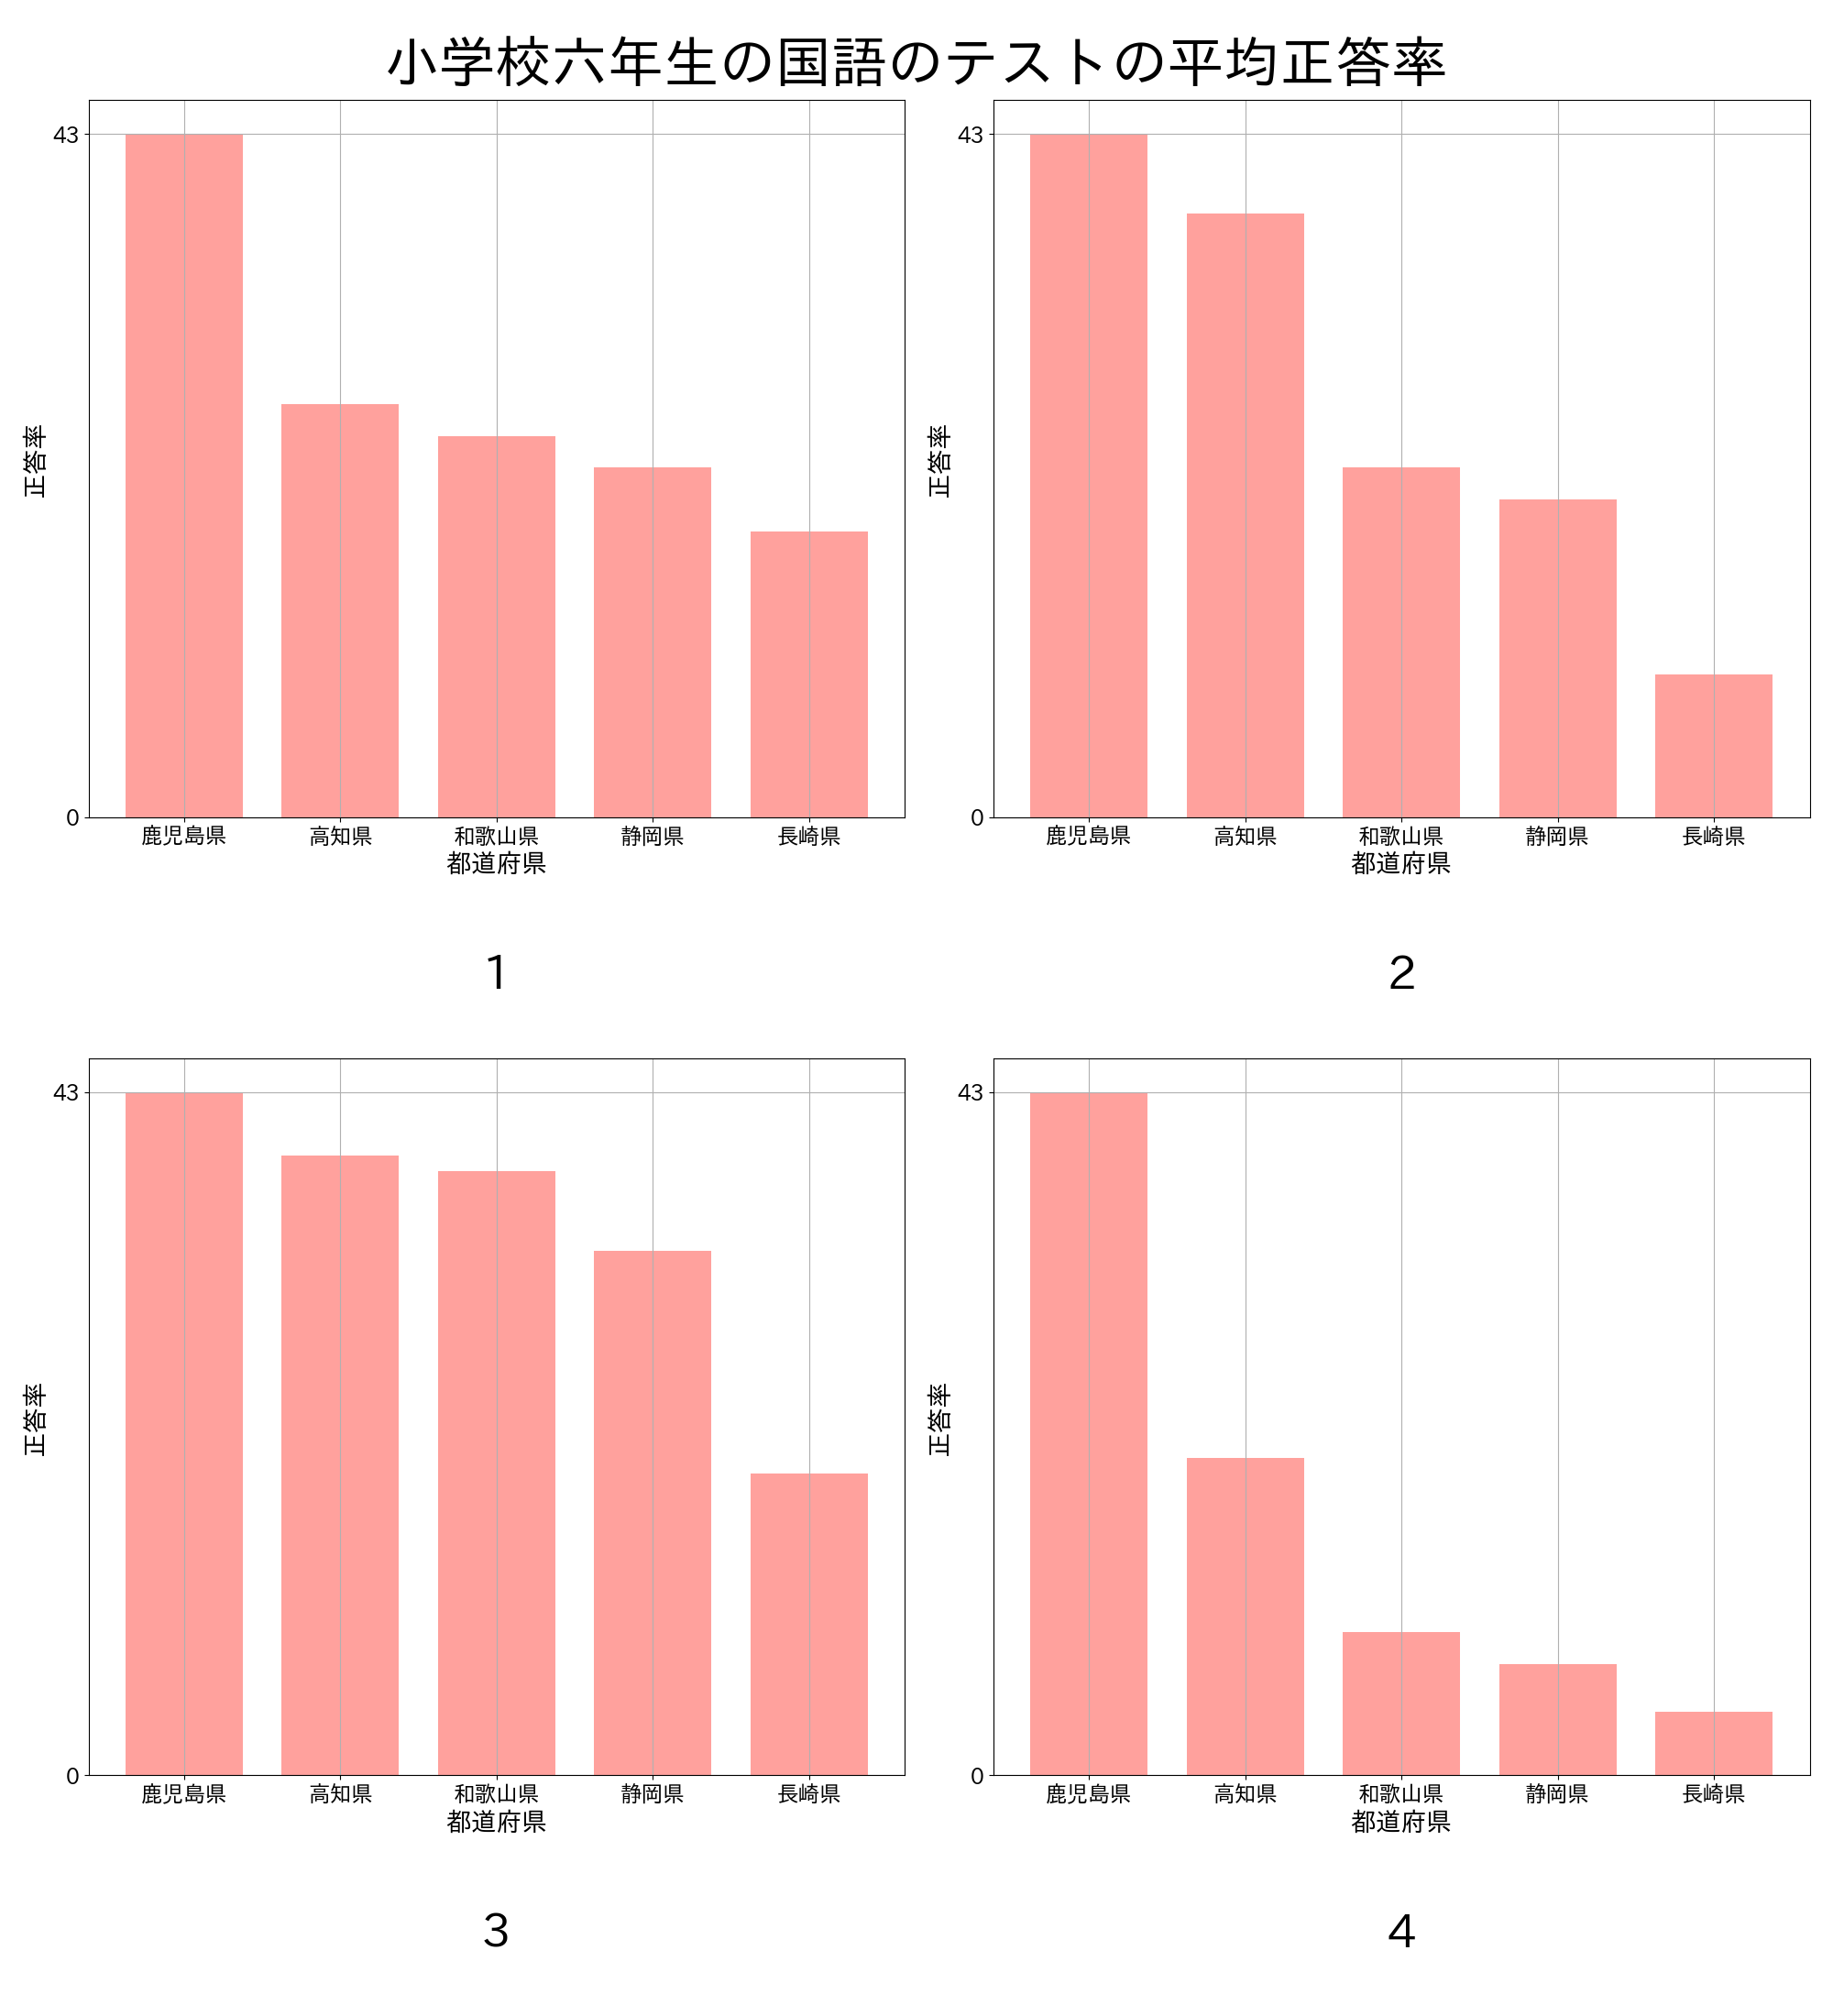 小学校六年生の国語のテストの平均正答率
43
0
正答率
鹿児島県 高知県 和歌山県 静岡県 長崎県
都道府県
1
43
0
正答率
鹿児島県 高知県 和歌山県 静岡県 長崎県
都道府県
2
43
0
正答率
鹿児島県 高知県 和歌山県 静岡県 長崎県
都道府県
3
43
0
正答率
鹿児島県 高知県 和歌山県 静岡県 長崎県
都道府県
4